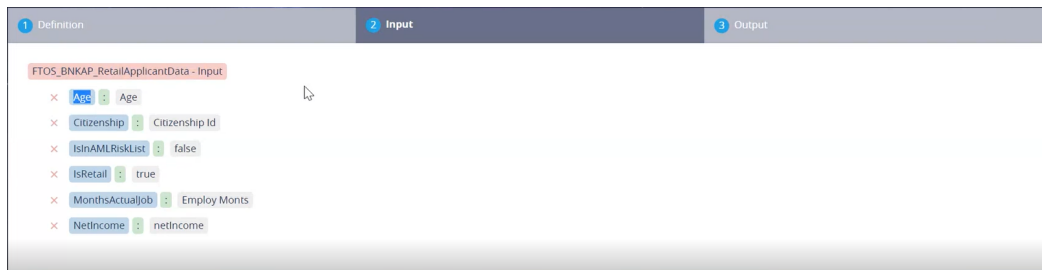 1 Definition
2 Input
3 Output
FTOS_BNKAP_RetailApplicantData - Input
× Age : Age
× Citizenship : Citizenship Id
× IsInAMLRiskList : false
× IsRetail : true
× MonthsActualJob : Employ Monts
× NetIncome : netIncome